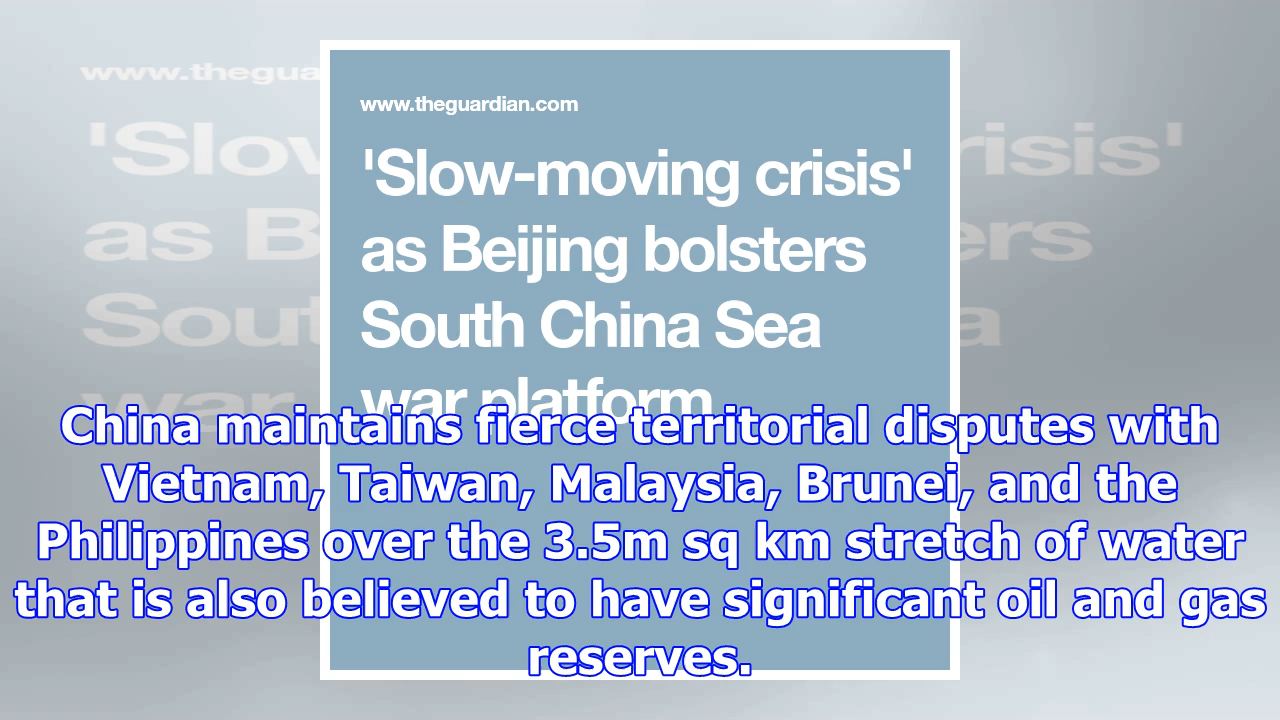 www.theguardian.com
'Slow-moving crisis'
as Beijing bolsters
South China Sea
war platform
China maintains fierce territorial disputes with
Vietnam, Taiwan, Malaysia, Brunei, and the
Philippines over the 3.5m sq km stretch of water
that is also believed to have significant oil and gas
reserves.